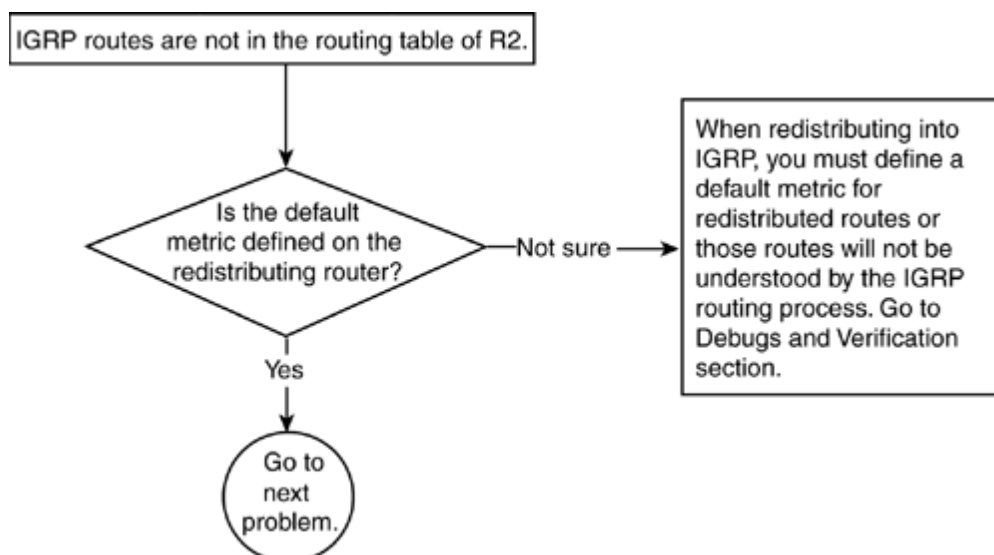 IGRP routes are not in the routing table of R2.
Is the default
metric defined on the
redistributing router?
Not sure
When redistributing into
IGRP, you must define a
default metric for
redistributed routes or
those routes will not be
understood by the IGRP
routing process. Go to
Debugs and Verification
section.
Yes
Go to
next
problem.